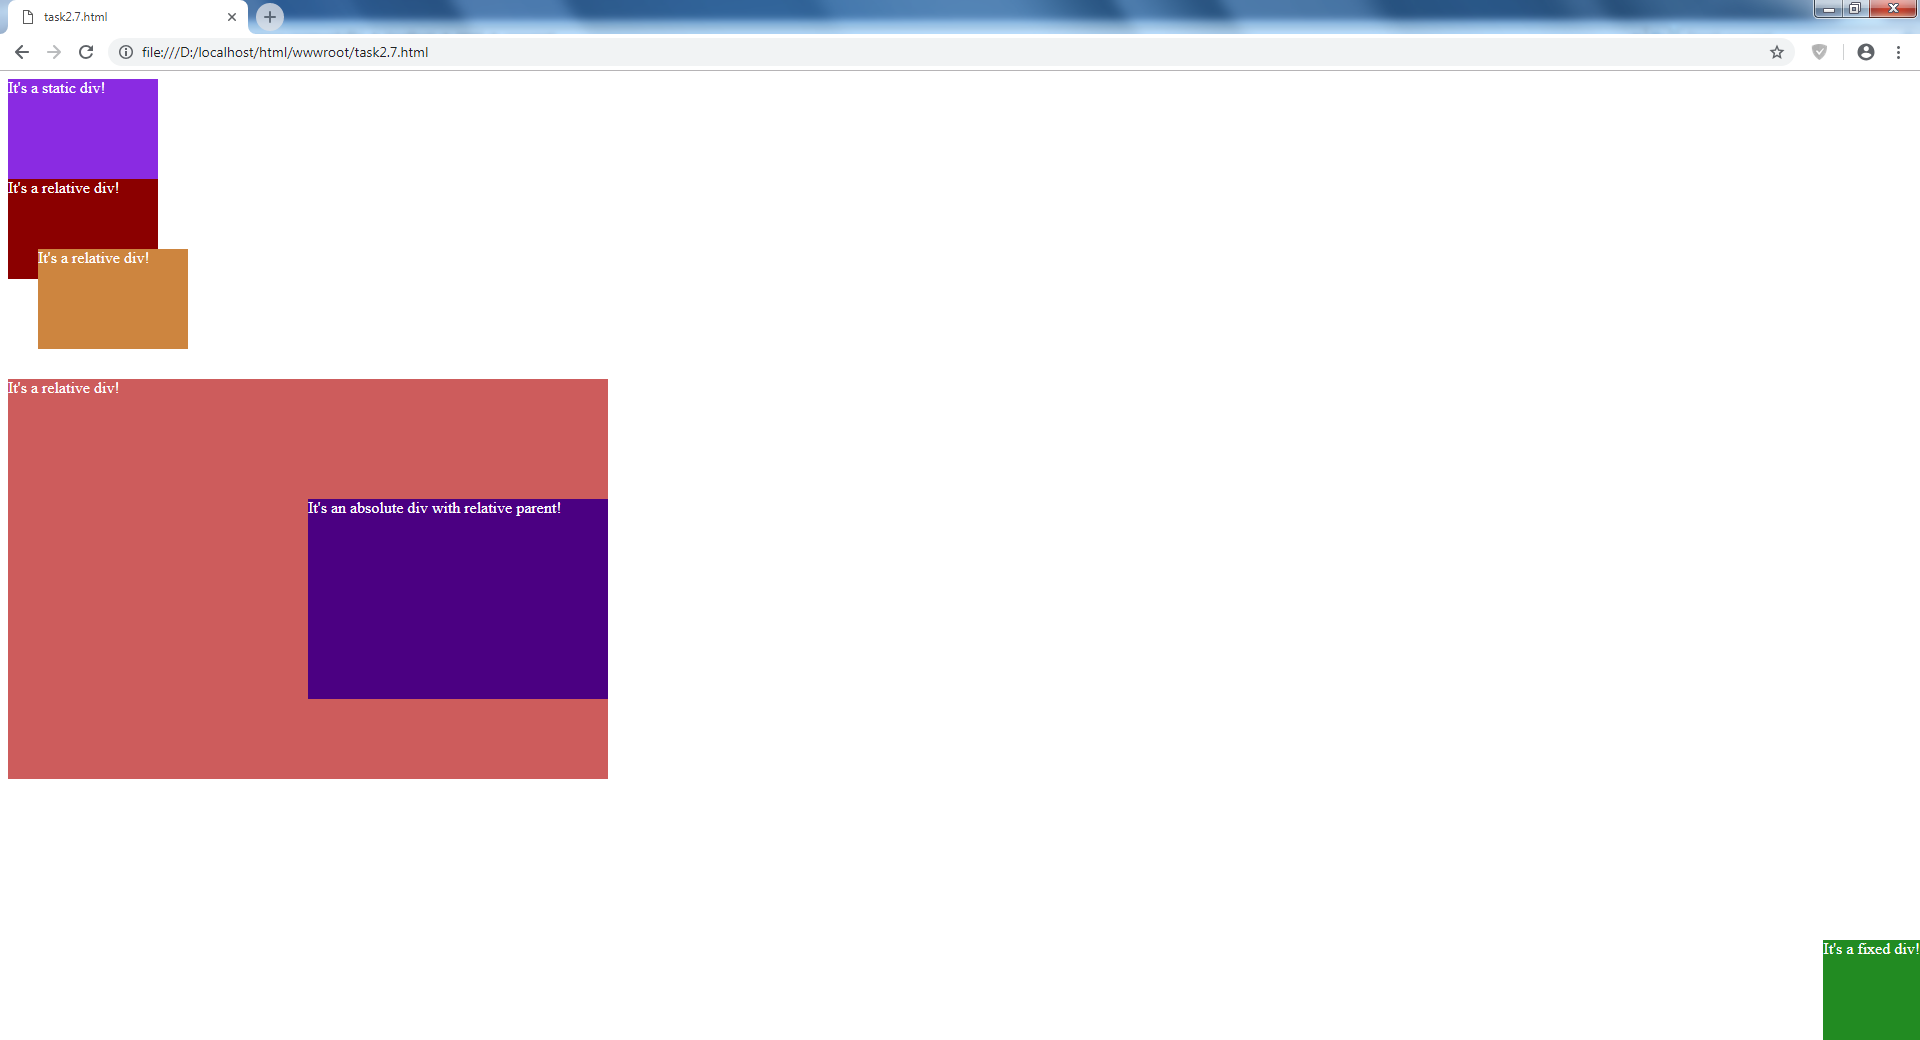 task2.7.html
file:///D:/localhost/html/wwwroot/task2.7.html
It's a static div!
It's a relative div!
It's a relative div!
It's a relative div!
It's an absolute div with relative parent!
It's a fixed div!